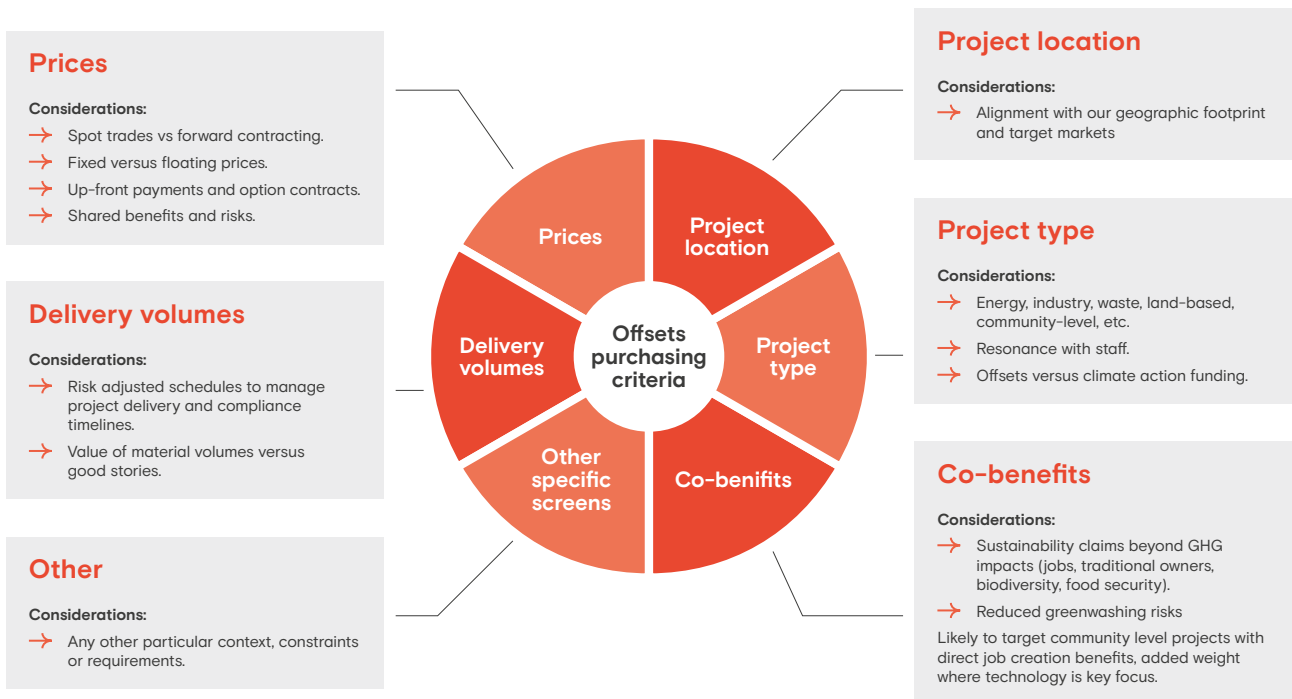 Prices
Considerations:
Spot trades vs forward contracting.
Fixed versus floating prices.
Up-front payments and option contracts.
Shared benefits and risks.
Delivery volumes
Considerations:
Risk adjusted schedules to manage
project delivery and compliance
timelines.
Value of material volumes versus
good stories.
Other
Considerations:
Any other particular context, constraints
or requirements.
Offsets
purchasing
criteria
Prices
Project
location
Delivery
volumes
Project
type
Other
specific
screens
Co-benifits
Project location
Considerations:
Alignment with our geographic footprint
and target markets
Project type
Considerations:
Energy, industry, waste, land-based,
community-level, etc.
Resonance with staff.
Offsets versus climate action funding.
Co-benefits
Considerations:
Sustainability claims beyond GHG
impacts (jobs, traditional owners,
biodiversity, food security).
Reduced greenwashing risks
Likely to target community level projects with
direct job creation benefits, added weight
where technology is key focus.